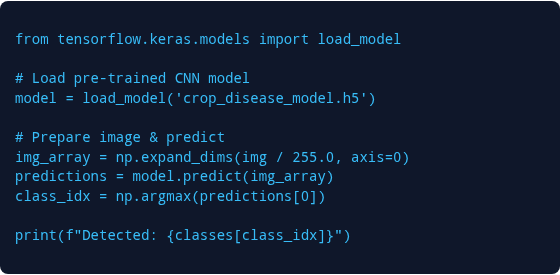 from tensorflow.keras.models import load_model
# Load pre-trained CNN model
model = load_model('crop_disease_model.h5')
# Prepare image & predict
img_array = np.expand_dims(img / 255.0, axis=0)
predictions = model.predict(img_array)
class_idx = np.argmax(predictions[0])
print(f"Detected: {classes[class_idx]}")